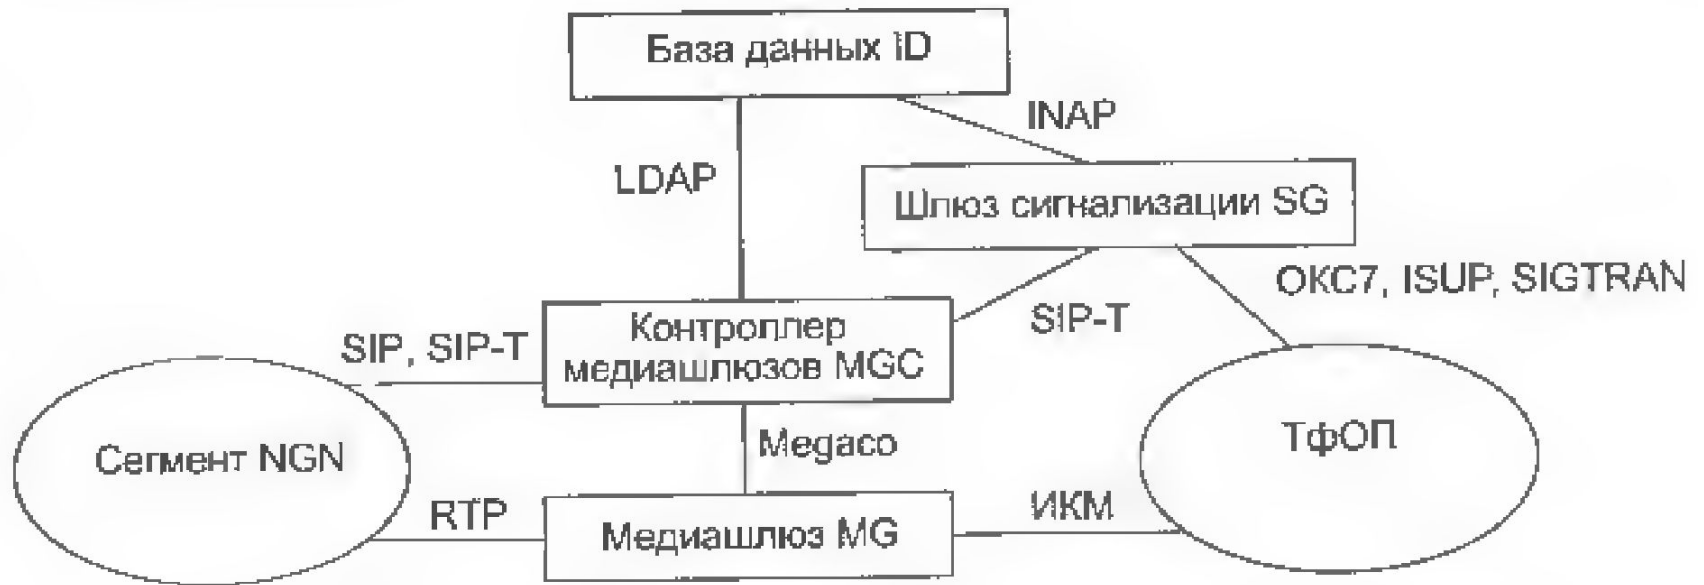 База данных ID
INAP
LDAP
Шлюз сигнализации SG
ОКС7, ISUP, SIGTRAN
SIP-T
SIP, SIP-T
Контроллер
медиашлюзов MGC
Сегмент NGN
Megaco
ТфОП
RTP
Медиашлюз MG
ИКМ